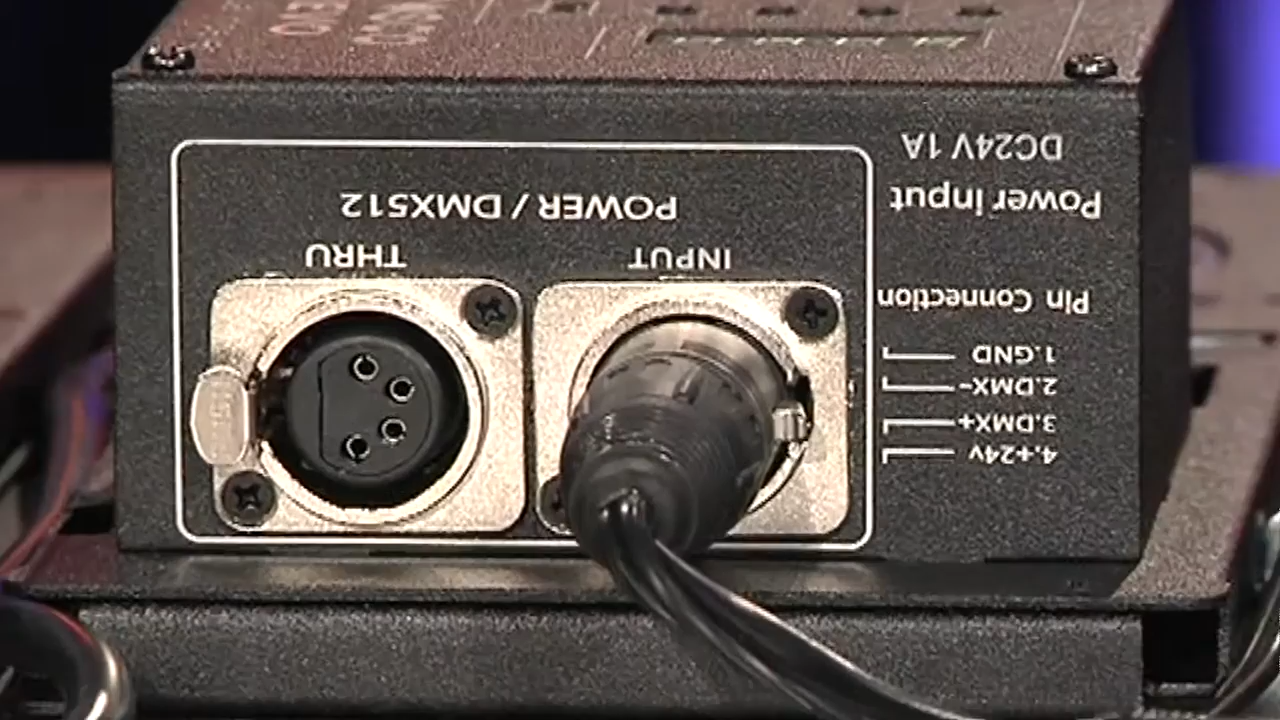 4.+24v
3.DMX+
2.DMX-
1.GND
Pin Connection
INPUT
THRU
POWER / DMX512
Power Input
DC24V 1A